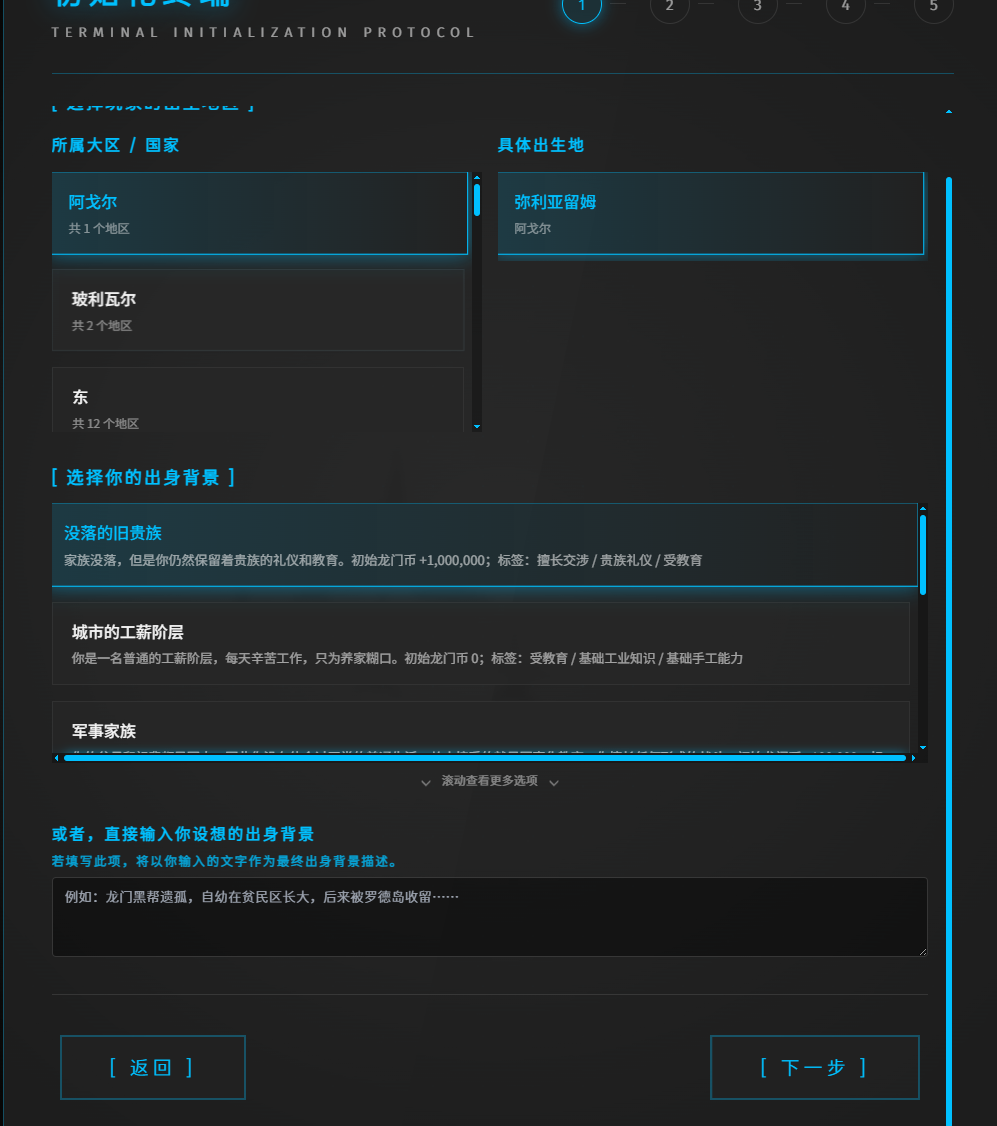 初始化终端
1
2
3
4
5
TERMINAL INITIALIZATION PROTOCOL
所属大区 / 国家
具体出生地
阿戈尔
共 1 个地区
弥利亚留姆
阿戈尔
玻利瓦尔
共 2 个地区
东
共 12 个地区
[ 选择你的出身背景 ]
没落的旧贵族
家族没落，但是你仍然保留着贵族的礼仪和教育。初始龙门币 +1,000,000；标签：擅长交涉 / 贵族礼仪 / 受教育
城市的工薪阶层
你是一名普通的工薪阶层，每天辛苦工作，只为养家糊口。初始龙门币 0；标签：受教育 / 基础工业知识 / 基础手工能力
军事家族
滚动查看更多选项
或者，直接输入你设想的出身背景
若填写此项，将以你输入的文字作为最终出身背景描述。
例如：龙门黑帮遗孤，自幼在贫民区长大，后来被罗德岛收留……
[ 返回 ]
[ 下一步 ]